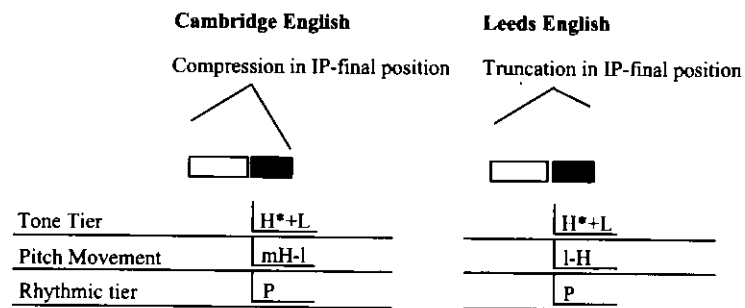 Cambridge English Leeds English
Compression in IP-final position Truncation in IP-final position
Tone Tier H*+L H*+L
Pitch Movement mH-l l-H
Rhythmic tier P P